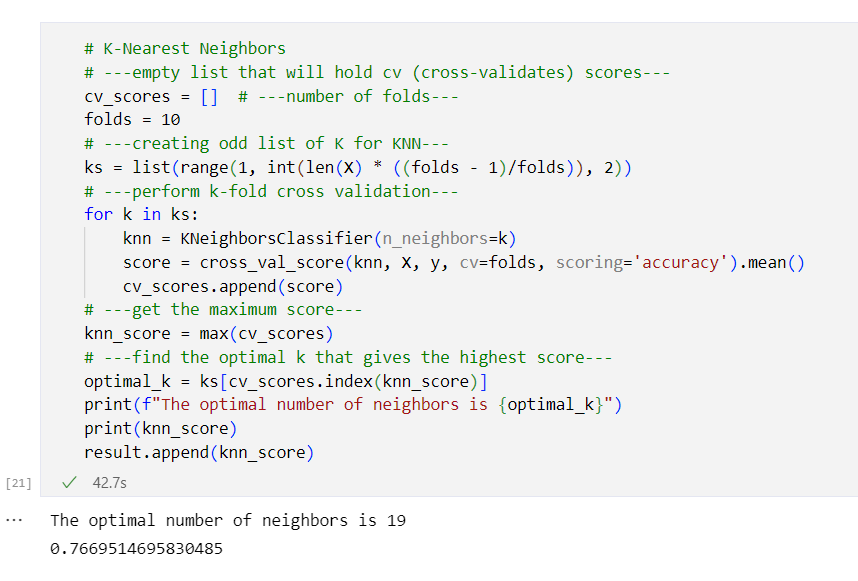 # K-Nearest Neighbors
# ---empty list that will hold cv (cross-validates) scores---
cv_scores = []  # ---number of folds---
folds = 10
# ---creating odd list of K for KNN---
ks = list(range(1, int(len(X) * ((folds - 1)/folds)), 2))
# ---perform k-fold cross validation---
for k in ks:
    knn = KNeighborsClassifier(n_neighbors=k)
    score = cross_val_score(knn, X, y, cv=folds, scoring='accuracy').mean()
    cv_scores.append(score)
# ---get the maximum score---
knn_score = max(cv_scores)
# ---find the optimal k that gives the highest score---
optimal_k = ks[cv_scores.index(knn_score)]
print(f"The optimal number of neighbors is {optimal_k}")
print(knn_score)
result.append(knn_score)
[21] ✓ 42.7s
... The optimal number of neighbors is 19
0.7669514695830485